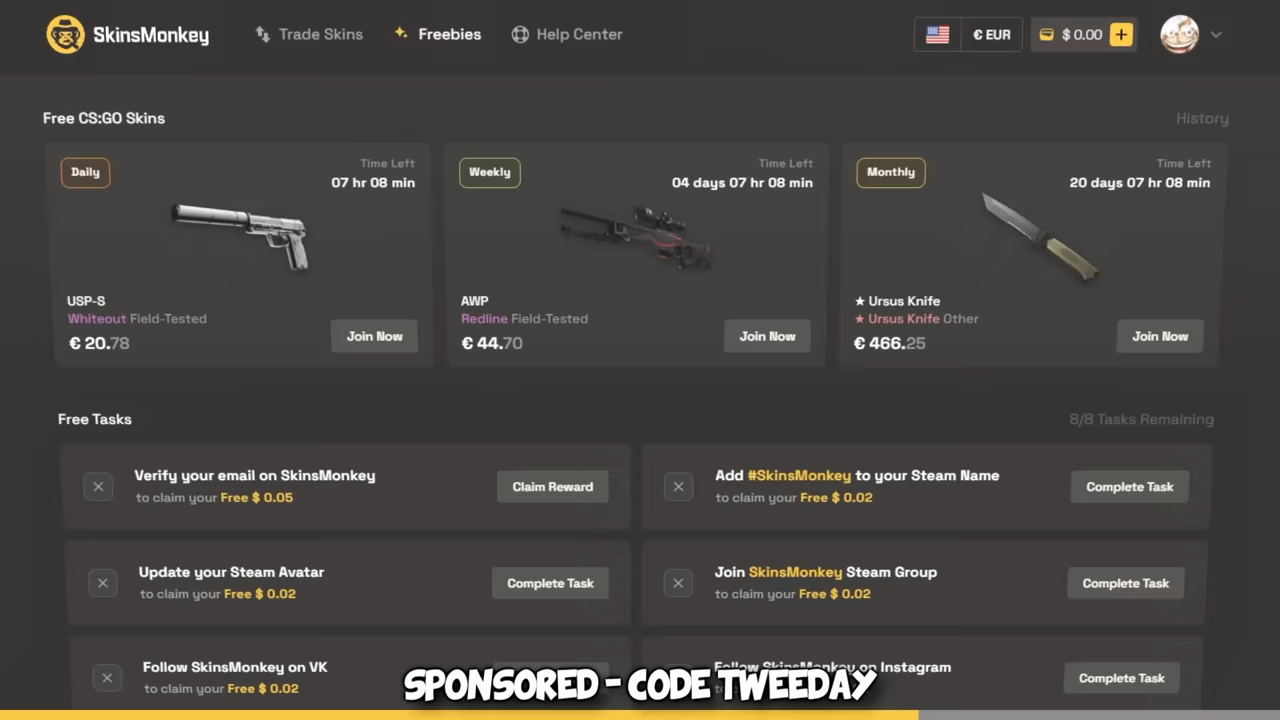 SkinsMonkey
Trade Skins
Freebies
Help Center
€ EUR
$ 0.00
+
Free CS:GO Skins
History
Daily
Time Left
07 hr 08 min
USP-S
Whiteout Field-Tested
€ 20.78
Join Now
Weekly
Time Left
04 days 07 hr 08 min
AWP
Redline Field-Tested
€ 44.70
Join Now
Monthly
Time Left
20 days 07 hr 08 min
★ Ursus Knife
★ Ursus Knife Other
€ 466.25
Join Now
Free Tasks
8/8 Tasks Remaining
Verify your email on SkinsMonkey
to claim your Free $ 0.05
Claim Reward
Add #SkinsMonkey to your Steam Name
to claim your Free $ 0.02
Complete Task
Update your Steam Avatar
to claim your Free $ 0.02
Complete Task
Join SkinsMonkey Steam Group
to claim your Free $ 0.02
Complete Task
Follow SkinsMonkey on VK
to claim your Free $ 0.02
Follow SkinsMonkey on Instagram
Complete Task
SPONSORED - CODE TWEEDAY